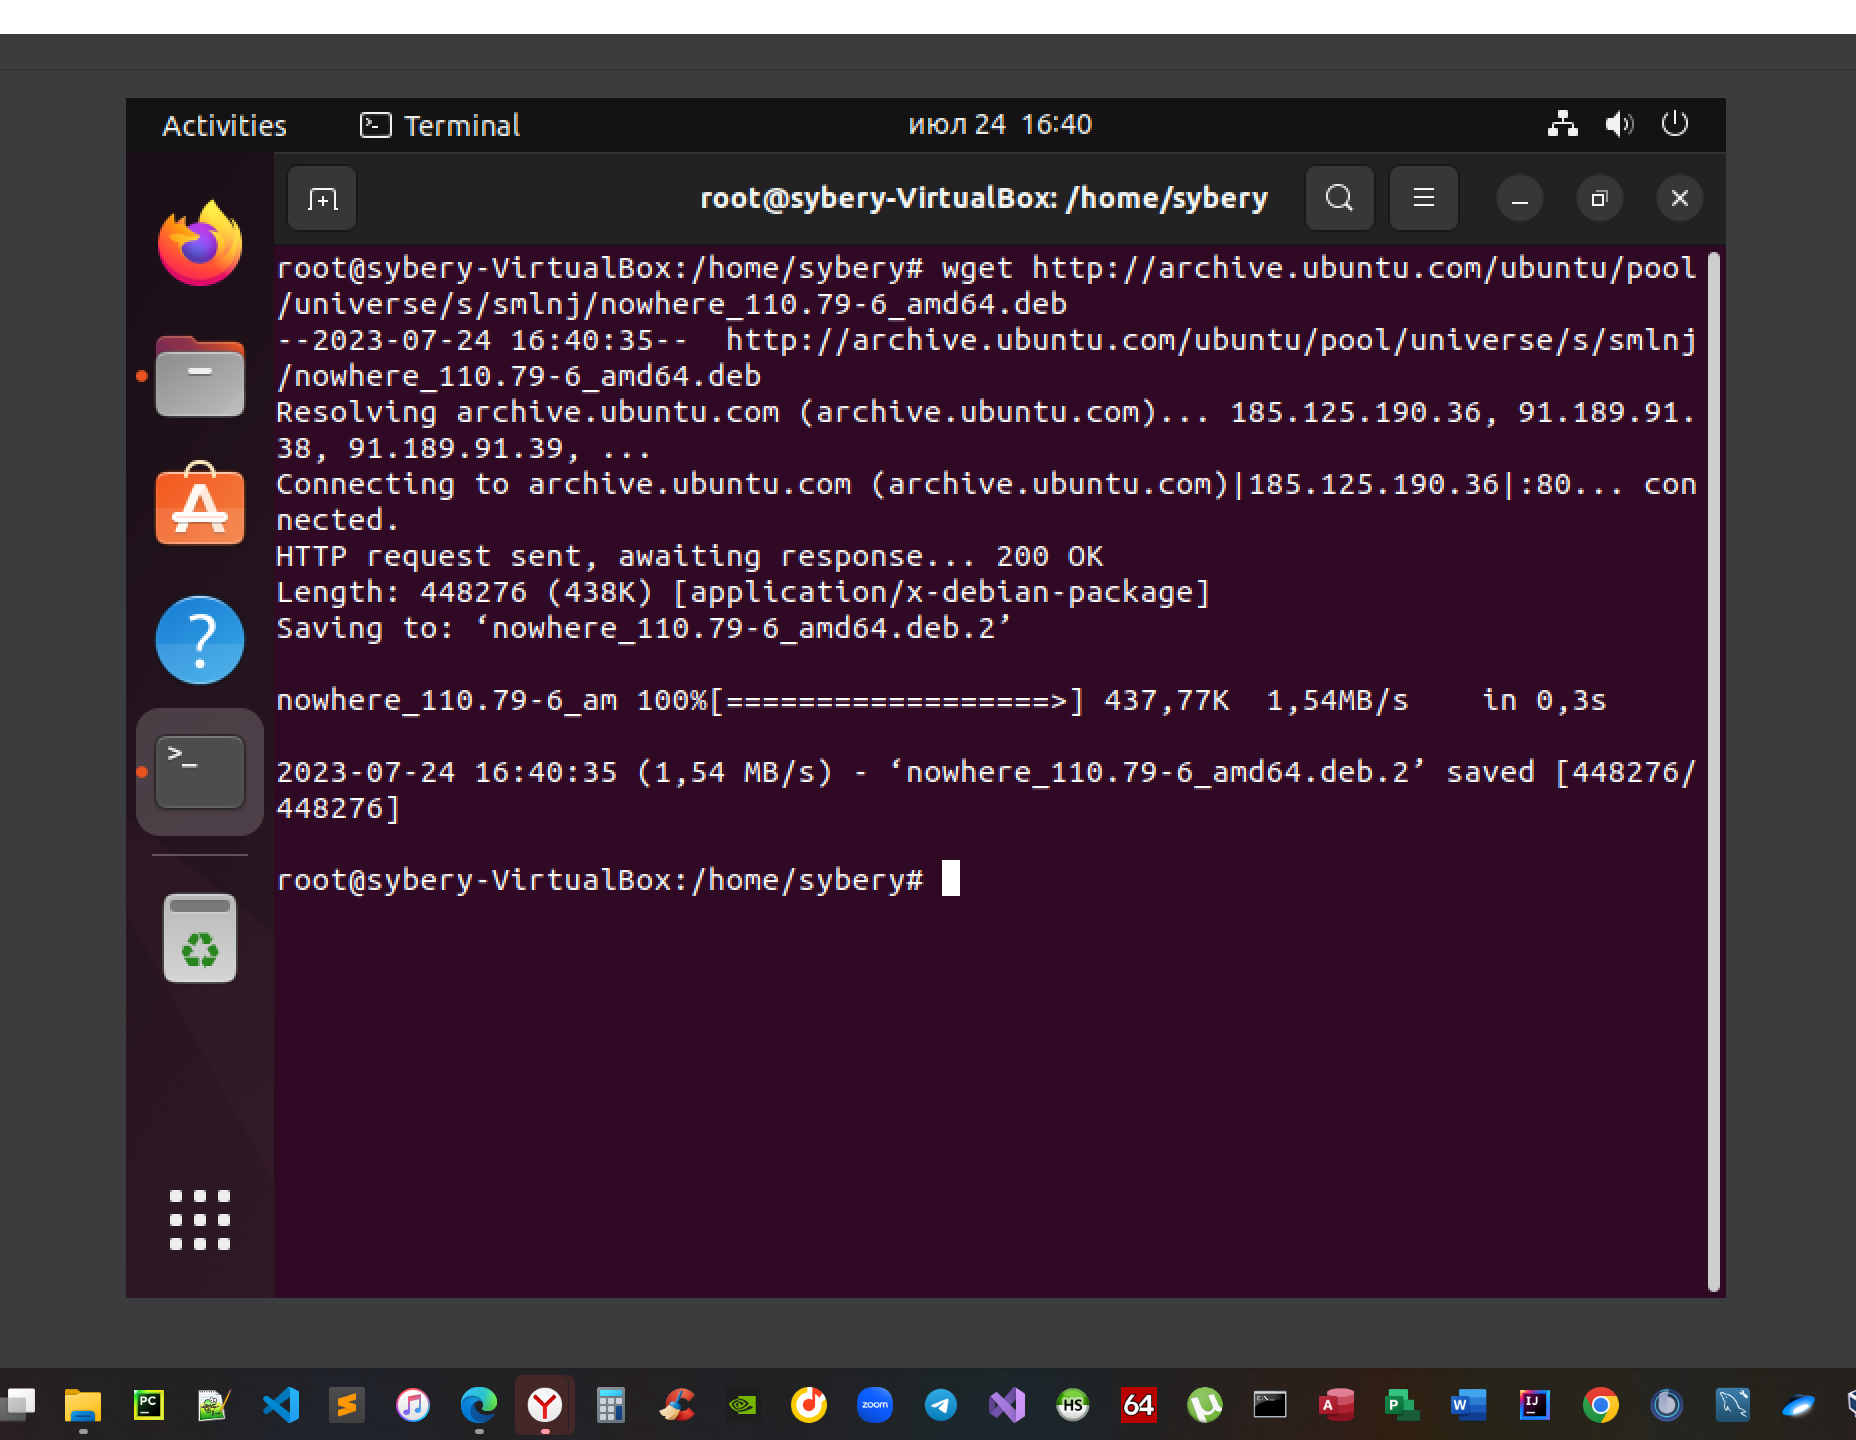 Activities Terminal июл 24 16:40
root@sybery-VirtualBox: /home/sybery
root@sybery-VirtualBox:/home/sybery# wget http://archive.ubuntu.com/ubuntu/pool
/universe/s/smlnj/nowhere_110.79-6_amd64.deb
--2023-07-24 16:40:35--  http://archive.ubuntu.com/ubuntu/pool/universe/s/smlnj
/nowhere_110.79-6_amd64.deb
Resolving archive.ubuntu.com (archive.ubuntu.com)... 185.125.190.36, 91.189.91.
38, 91.189.91.39, ...
Connecting to archive.ubuntu.com (archive.ubuntu.com)|185.125.190.36|:80... con
nected.
HTTP request sent, awaiting response... 200 OK
Length: 448276 (438K) [application/x-debian-package]
Saving to: ‘nowhere_110.79-6_amd64.deb.2’
nowhere_110.79-6_am 100%[==================>] 437,77K  1,54MB/s    in 0,3s
2023-07-24 16:40:35 (1,54 MB/s) - ‘nowhere_110.79-6_amd64.deb.2’ saved [448276/
448276]
root@sybery-VirtualBox:/home/sybery#
PC zoom HS 64 A P W IJ